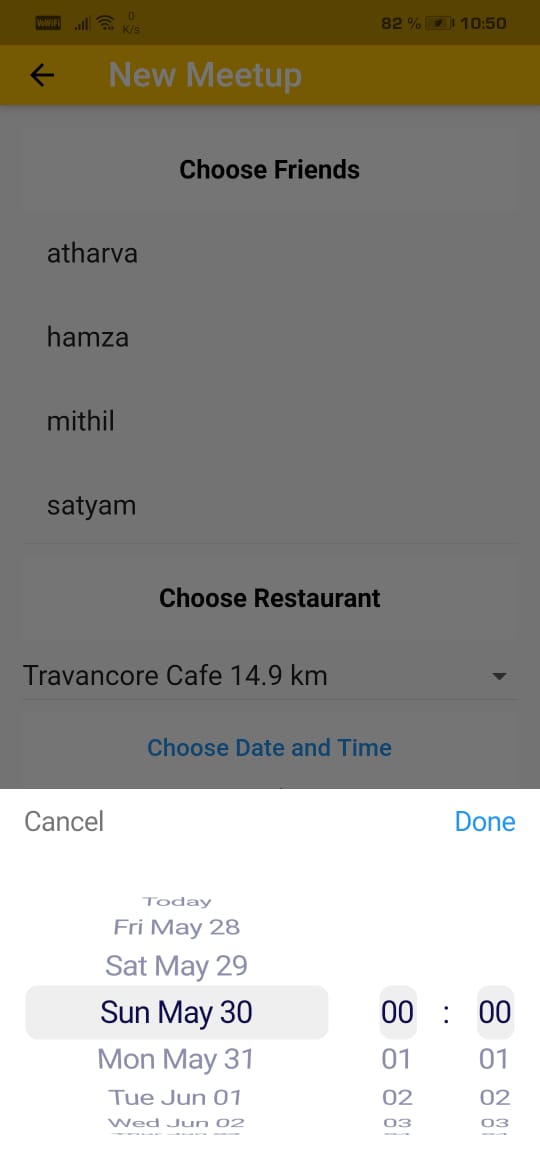 VoWiFi 0 K/s 82 % 10:50
New Meetup
Choose Friends
atharva
hamza
mithil
satyam
Choose Restaurant
Travancore Cafe 14.9 km
Choose Date and Time
Cancel Done
Today
Fri May 28
Sat May 29
Sun May 30 00 : 00
Mon May 31 01 01
Tue Jun 01 02 02
Wed Jun 02 03 03